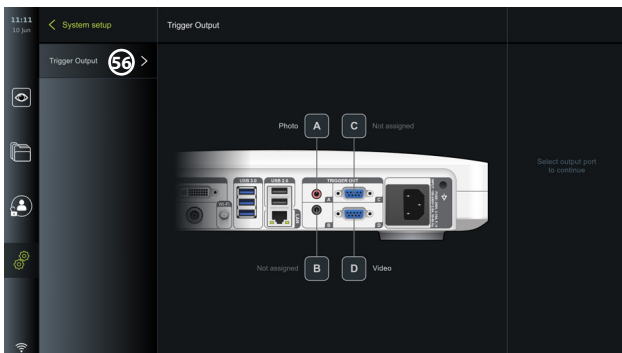 11:11
10 Jun
System setup
Trigger Output
Trigger Output
56
Photo
A
C
Not assigned
Select output port
to continue
USB 3.0
USB 2.0
TRIGGER OUT
A
C
Wi-Fi
LAN
B
D
Not assigned
B
D
Video